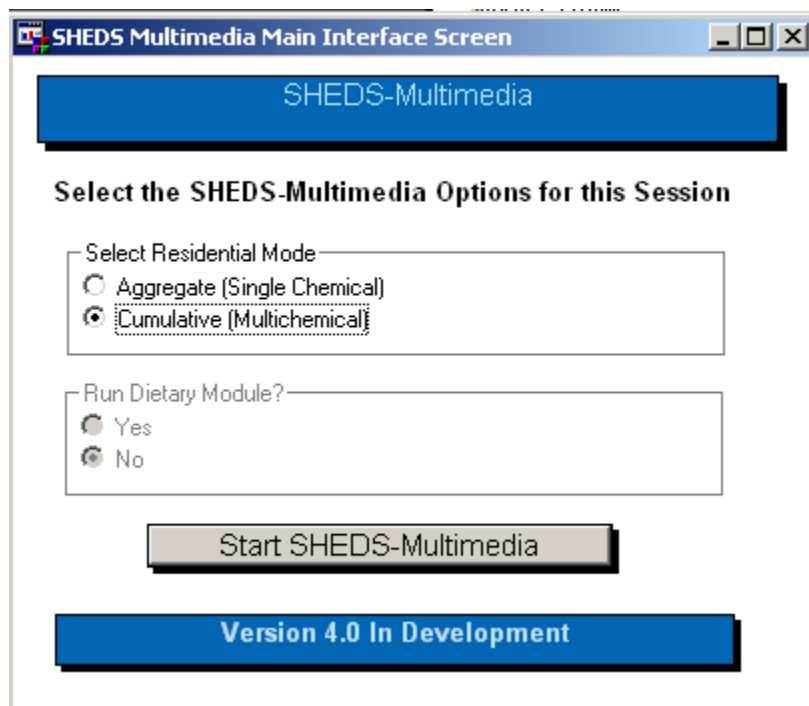 SHEDS Multimedia Main Interface Screen
SHEDS-Multimedia
Select the SHEDS-Multimedia Options for this Session
Select Residential Mode
Aggregate (Single Chemical)
Cumulative (Multichemical)
Run Dietary Module?
Yes
No
Start SHEDS-Multimedia
Version 4.0 In Development